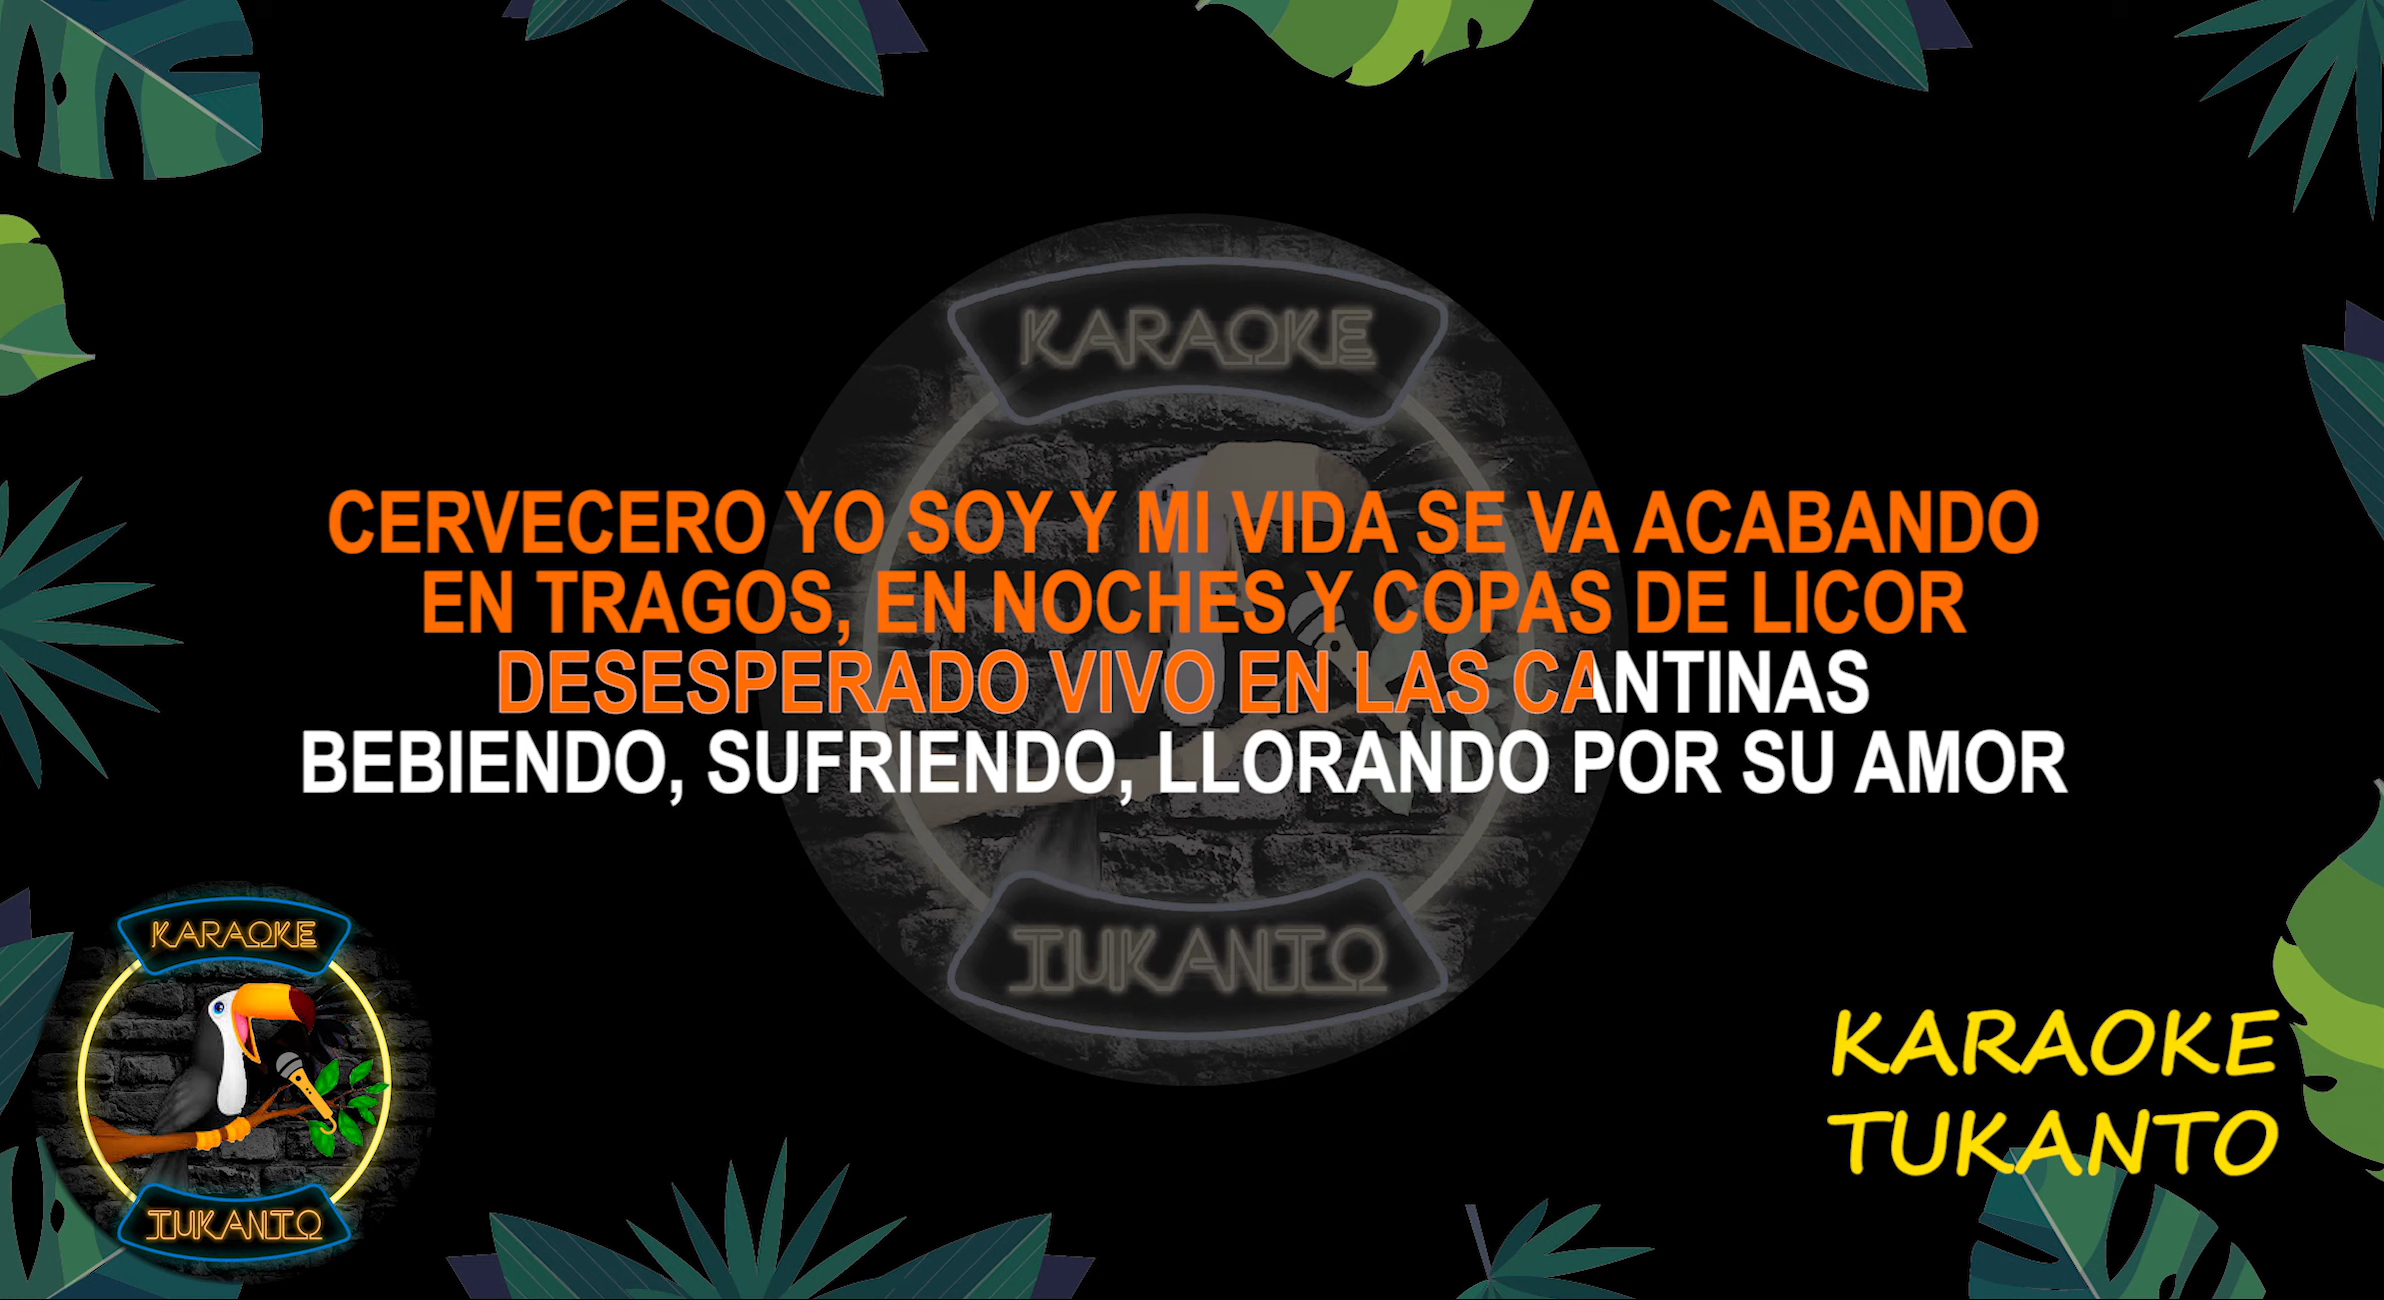 KARAOKE
CERVECERO YO SOY Y MI VIDA SE VA ACABANDO
EN TRAGOS, EN NOCHES Y COPAS DE LICOR
DESESPERADO VIVO EN LAS CANTINAS
BEBIENDO, SUFRIENDO, LLORANDO POR SU AMOR
TUKANTO
KARAOKE
TUKANTO
KARAOKE
TUKANTO